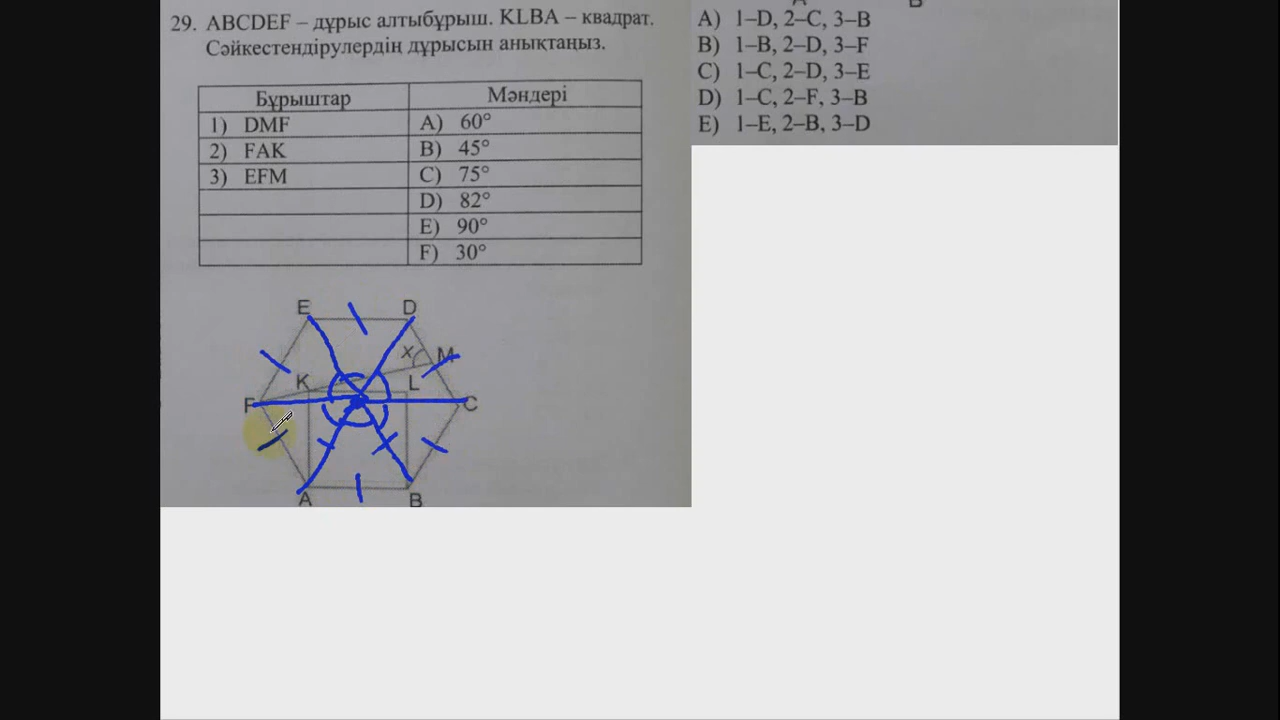 29. ABCDEF – дұрыс алтыбұрыш. KLBA – квадрат.
Сәйкестендірулердің дұрысын анықтаңыз.
Бұрыштар Мәндері
1) DMF A) 60°
2) FAK B) 45°
3) EFM C) 75°
D) 82°
E) 90°
F) 30°
E D
X M
K L
F C
A B
A) 1–D, 2–C, 3–B
B) 1–B, 2–D, 3–F
C) 1–C, 2–D, 3–E
D) 1–C, 2–F, 3–B
E) 1–E, 2–B, 3–D